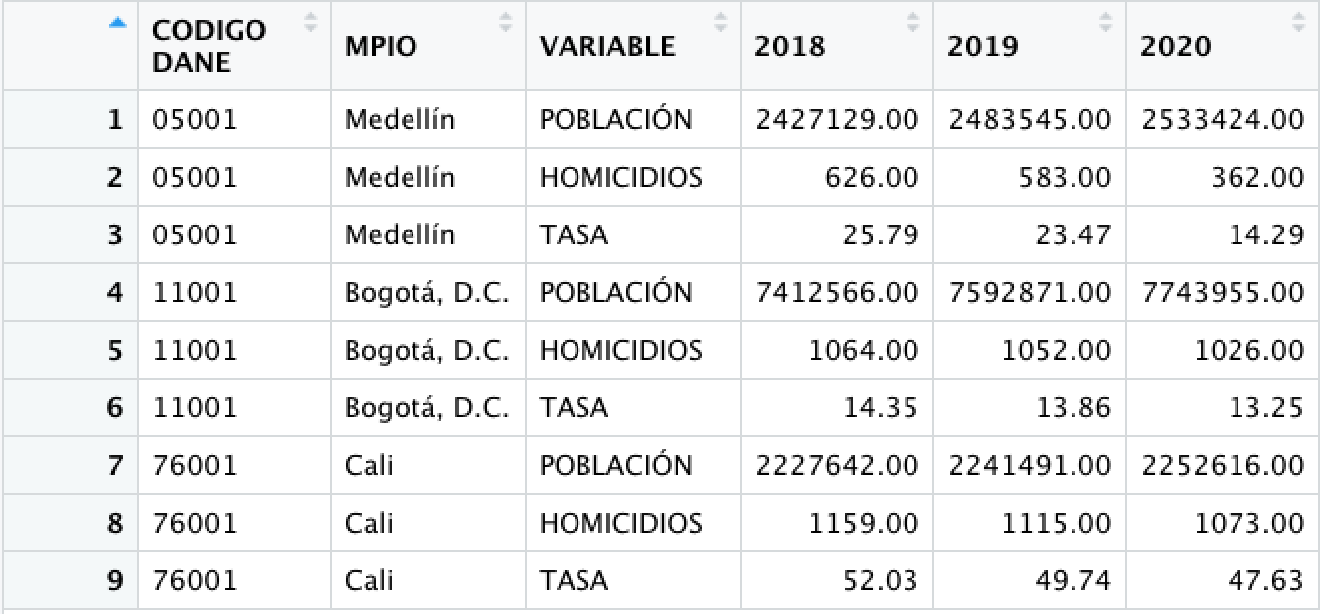 CODIGO DANE MPIO VARIABLE 2018 2019 2020
1 05001 Medellín POBLACIÓN 2427129.00 2483545.00 2533424.00
2 05001 Medellín HOMICIDIOS 626.00 583.00 362.00
3 05001 Medellín TASA 25.79 23.47 14.29
4 11001 Bogotá, D.C. POBLACIÓN 7412566.00 7592871.00 7743955.00
5 11001 Bogotá, D.C. HOMICIDIOS 1064.00 1052.00 1026.00
6 11001 Bogotá, D.C. TASA 14.35 13.86 13.25
7 76001 Cali POBLACIÓN 2227642.00 2241491.00 2252616.00
8 76001 Cali HOMICIDIOS 1159.00 1115.00 1073.00
9 76001 Cali TASA 52.03 49.74 47.63